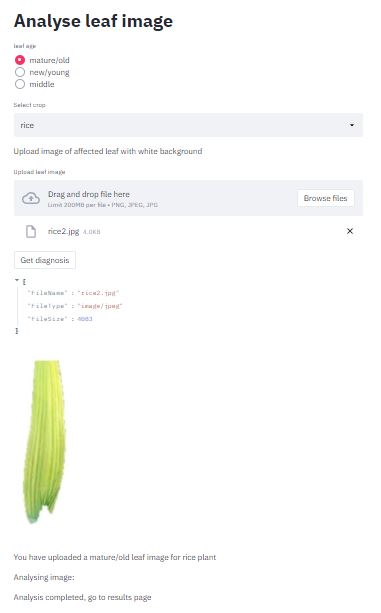 Analyse leaf image
leaf age
mature/old
new/young
middle
Select crop
rice
Upload image of affected leaf with white background
Upload leaf image
Drag and drop file here
Limit 200MB per file • PNG, JPEG, JPG
Browse files
rice2.jpg 4.0KB
Get diagnosis
[
"FileName" : "rice2.jpg"
"FileType" : "image/jpeg"
"FileSize" : 4083
]
You have uploaded a mature/old leaf image for rice plant
Analysing image:
Analysis completed, go to results page